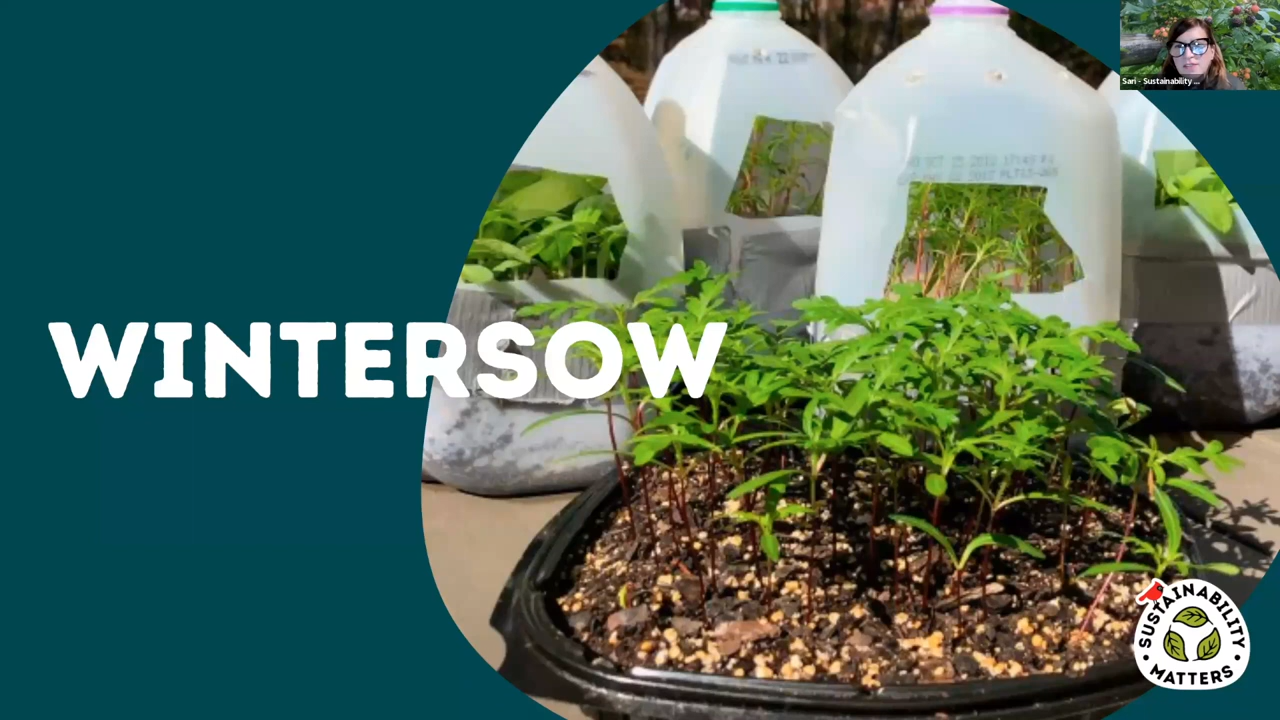 Sari - Sustainability ...
WINTERSOW
SUSTAINABILITY
MATTERS